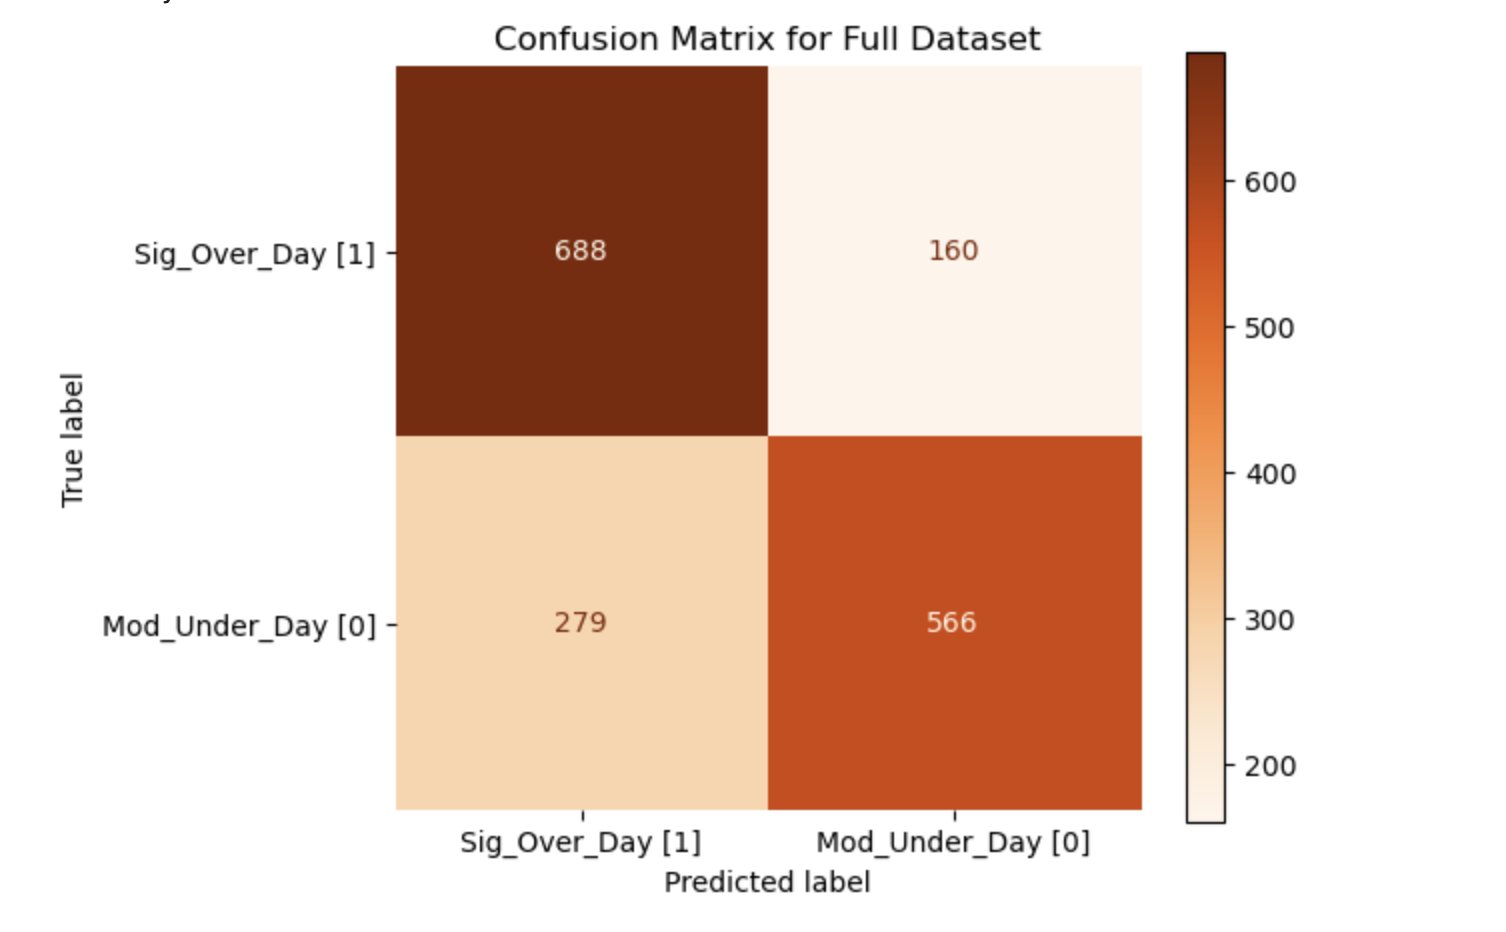 Confusion Matrix for Full Dataset
Sig_Over_Day [1]
688
160
Mod_Under_Day [0]
279
566
True label
Sig_Over_Day [1]
Mod_Under_Day [0]
Predicted label
600
500
400
300
200